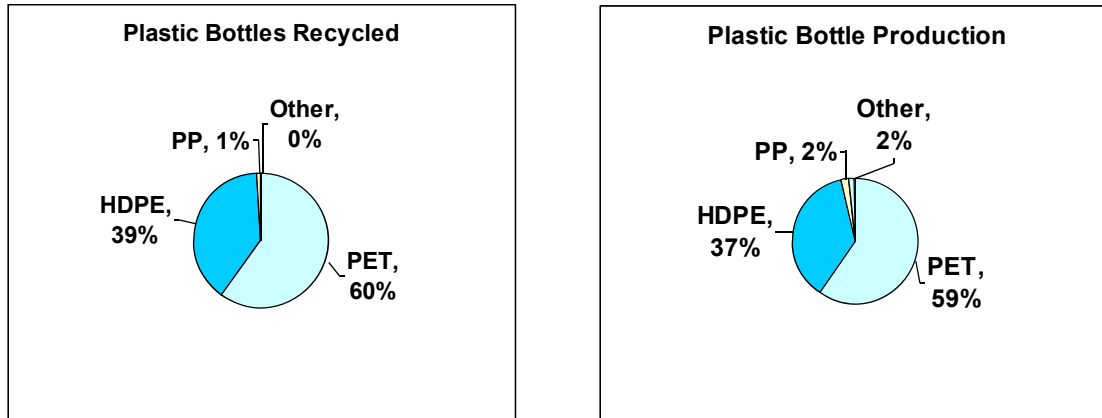 Plastic Bottles Recycled
Other,
0%
PP, 1%
HDPE,
39%
PET,
60%
Plastic Bottle Production
Other,
2%
PP, 2%
HDPE,
37%
PET,
59%